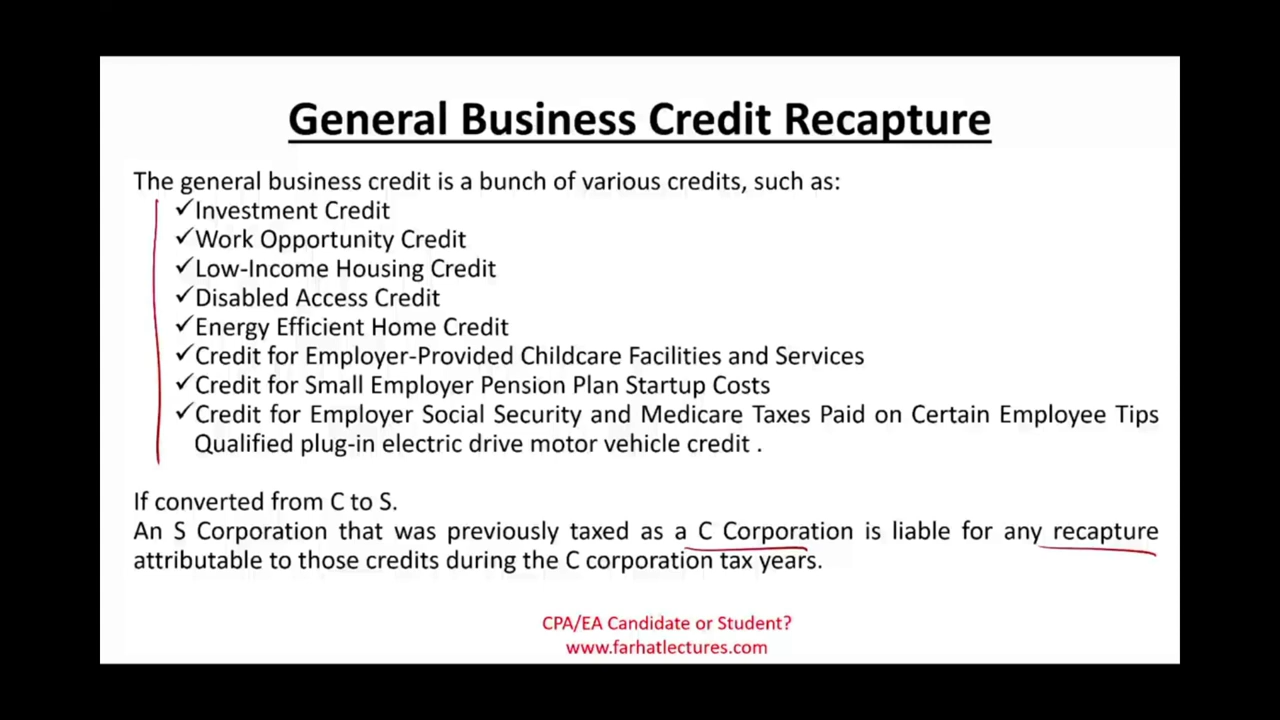 General Business Credit Recapture
The general business credit is a bunch of various credits, such as:
✓Investment Credit
✓Work Opportunity Credit
✓Low-Income Housing Credit
✓Disabled Access Credit
✓Energy Efficient Home Credit
✓Credit for Employer-Provided Childcare Facilities and Services
✓Credit for Small Employer Pension Plan Startup Costs
✓Credit for Employer Social Security and Medicare Taxes Paid on Certain Employee Tips
Qualified plug-in electric drive motor vehicle credit .
If converted from C to S.
An S Corporation that was previously taxed as a C Corporation is liable for any recapture
attributable to those credits during the C corporation tax years.
CPA/EA Candidate or Student?
www.farhatlectures.com